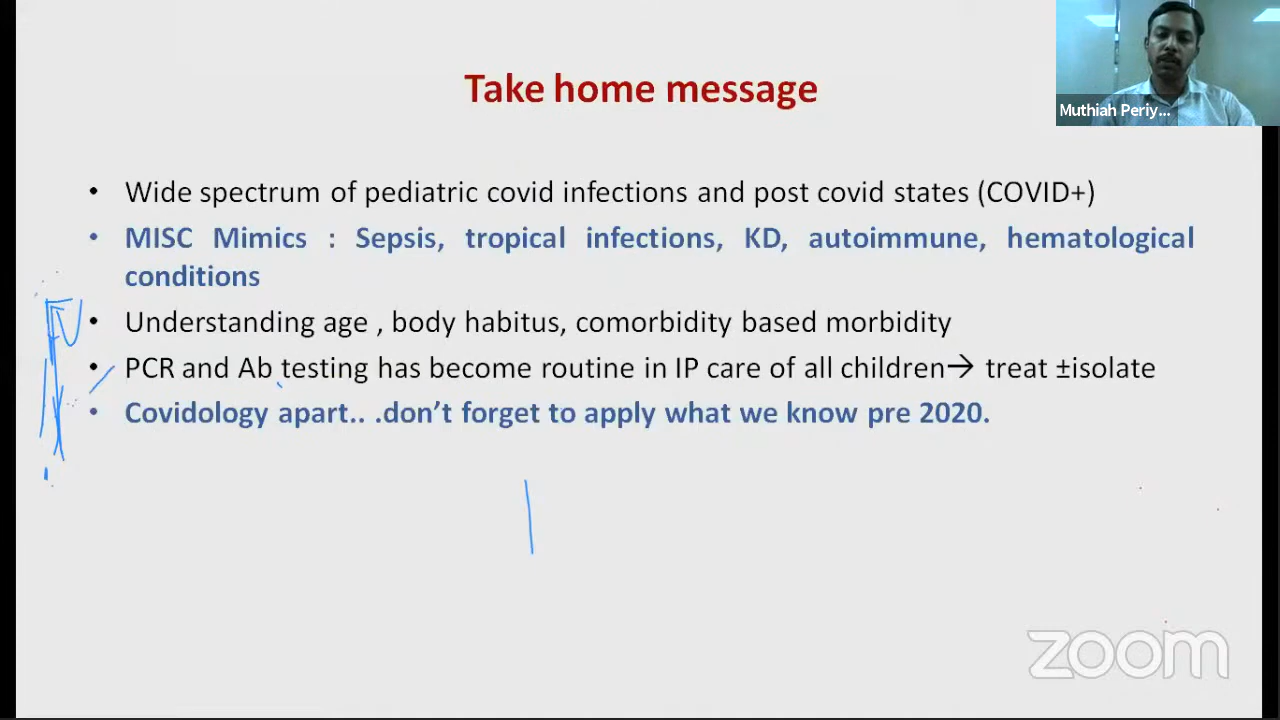 Take home message
Muthiah Periy...
• Wide spectrum of pediatric covid infections and post covid states (COVID+)
• MISC Mimics : Sepsis, tropical infections, KD, autoimmune, hematological
conditions
• Understanding age , body habitus, comorbidity based morbidity
• PCR and Ab testing has become routine in IP care of all children→ treat ±isolate
• Covidology apart.. .don’t forget to apply what we know pre 2020.
zoom